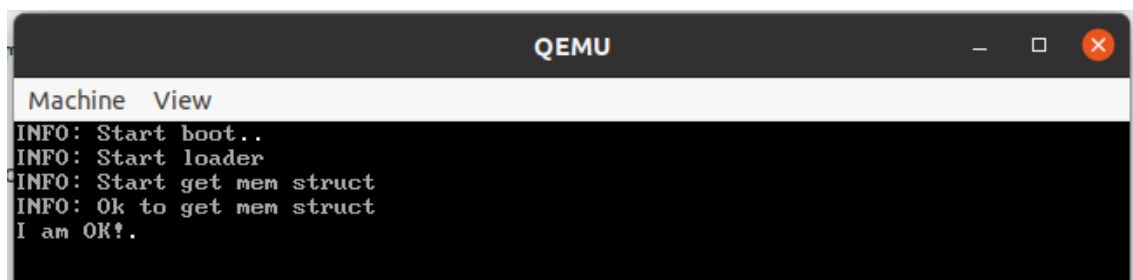 QEMU
Machine View
INFO: Start boot..
INFO: Start loader
INFO: Start get mem struct
INFO: Ok to get mem struct
I am OK!.